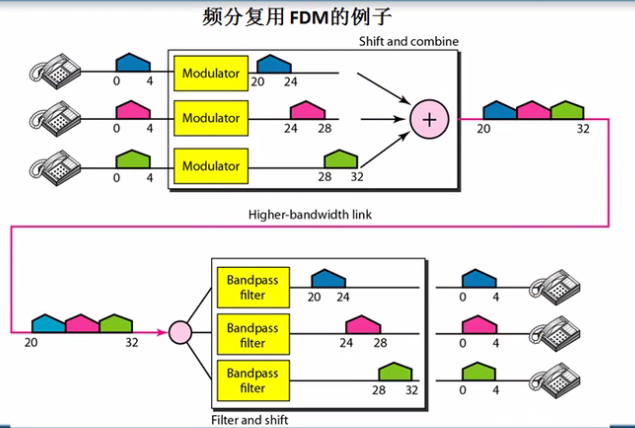 频分复用 FDM的例子
Shift and combine
0 4
Modulator
20 24
0 4
Modulator
24 28
0 4
Modulator
28 32
+
20 32
Higher-bandwidth link
20 32
Bandpass
filter
20 24
0 4
Bandpass
filter
24 28
0 4
Bandpass
filter
28 32
0 4
Filter and shift